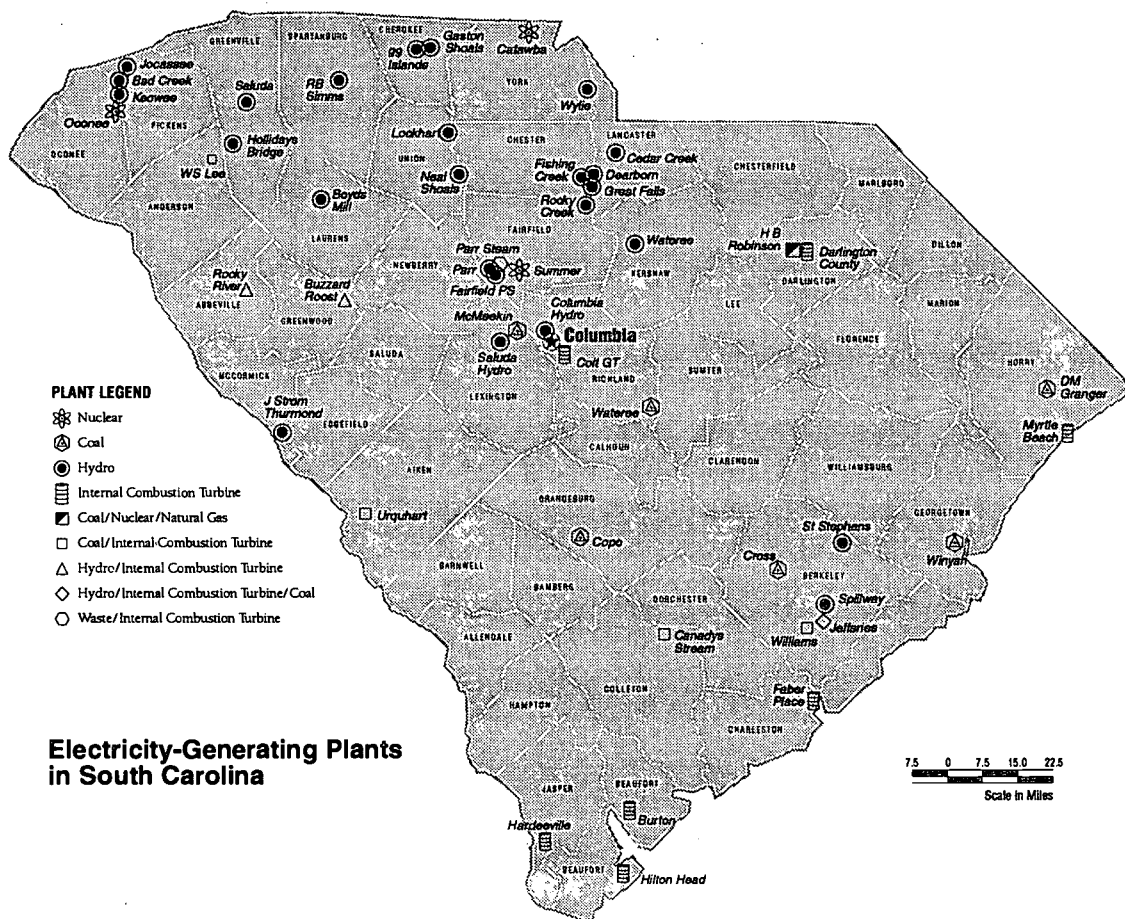 CHEROKEE
Gaston
Shoals
99
Islands
Catawba
GREENVILLE
SPARTANBURG
YORK
Jocassee
Bad Creek
Keowee
Oconee
PICKENS
OCONEE
Saluda
RB
Simms
Wylie
Hollidays
Bridge
WS Lee
Lockhart
CHESTER
LANCASTER
UNION
Neal
Shoals
Cedar Creek
Fishing
Creek
Dearborn
Great Falls
Rocky
Creek
CHESTERFIELD
MARLBORO
ANDERSON
Boyds
Mill
LAURENS
FAIRFIELD
Parr Steam
Parr
Summer
Fairfield PS
NEWBERRY
Wateree
KERSHAW
H B
Robinson
Darlington
County
DARLINGTON
DILLON
Rocky
River
ABBEVILLE
Buzzard
Roost
GREENWOOD
McMeekin
Columbia
Hydro
Columbia
LEE
MARION
FLORENCE
Saluda
Hydro
Coit GT
RICHLAND
SUMTER
HORRY
SALUDA
MCCORMICK
LEXINGTON
DM
Granger
PLANT LEGEND
Nuclear
Coal
Hydro
Internal Combustion Turbine
Coal/Nuclear/Natural Gas
Coal/Internal Combustion Turbine
Hydro/Internal Combustion Turbine
Hydro/Internal Combustion Turbine/Coal
Waste/Internal Combustion Turbine
J Strom
Thurmond
EDGEFIELD
Wateree
CALHOUN
Myrtle
Beach
CLARENDON
WILLIAMSBURG
AIKEN
ORANGEBURG
GEORGETOWN
Urquhart
Copo
St Stephens
Winyah
BARNWELL
Cross
BERKELEY
BAMBERG
DORCHESTER
Spillway
Jeffsries
Williams
ALLENDALE
Canadys
Stream
COLLETON
HAMPTON
Faber
Place
CHARLESTON
Electricity-Generating Plants
in South Carolina
7.5 0 7.5 15.0 22.5
Scale in Miles
JASPER
BEAUFORT
Burton
Hardeeville
BEAUFORT
Hilton Head